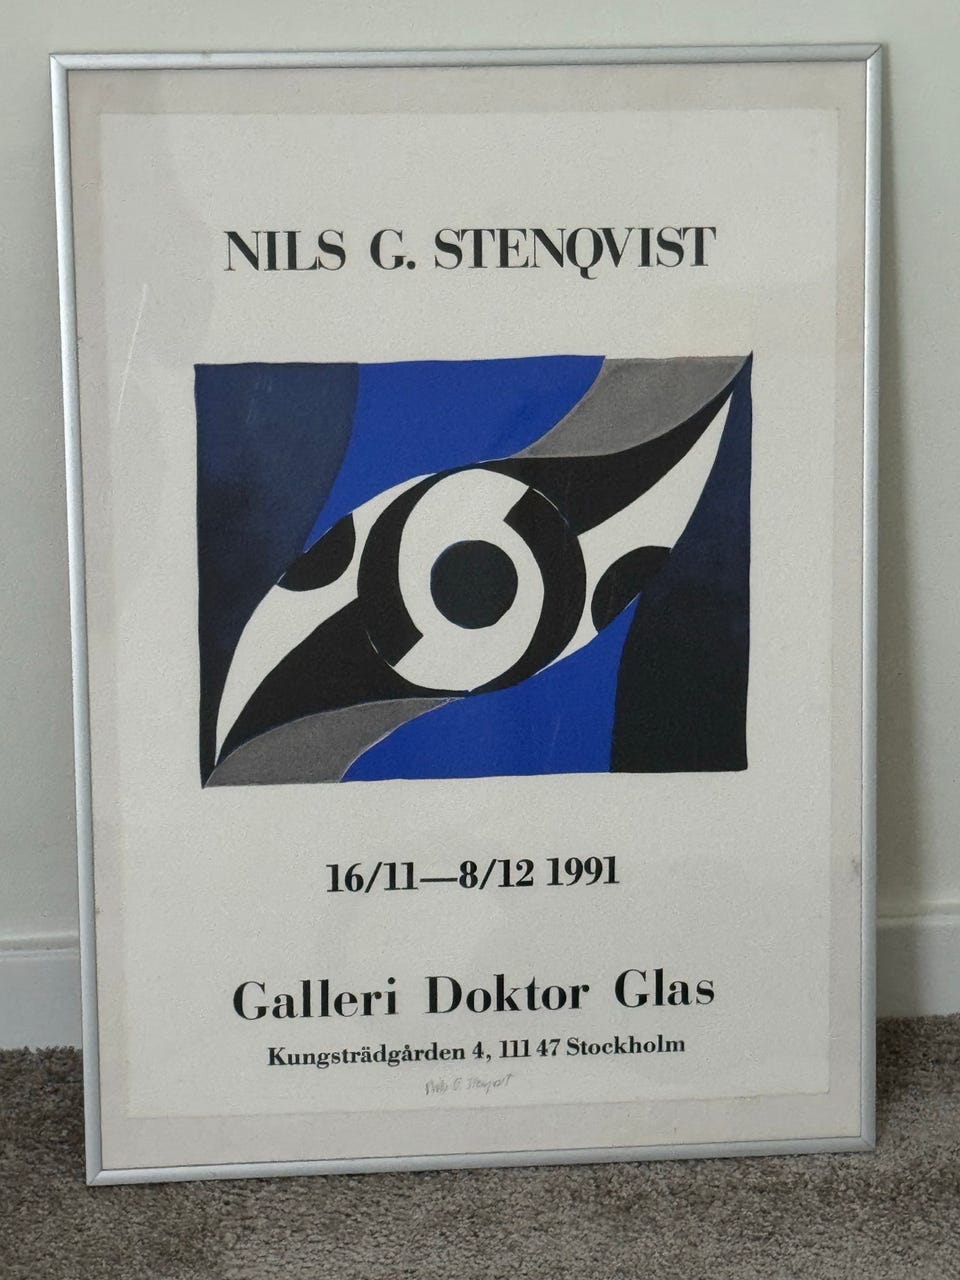 NILS G. STENQVIST
16/11—8/12 1991
Galleri Doktor Glas
Kungsträdgården 4, 111 47 Stockholm
Nils G. Stenqvist